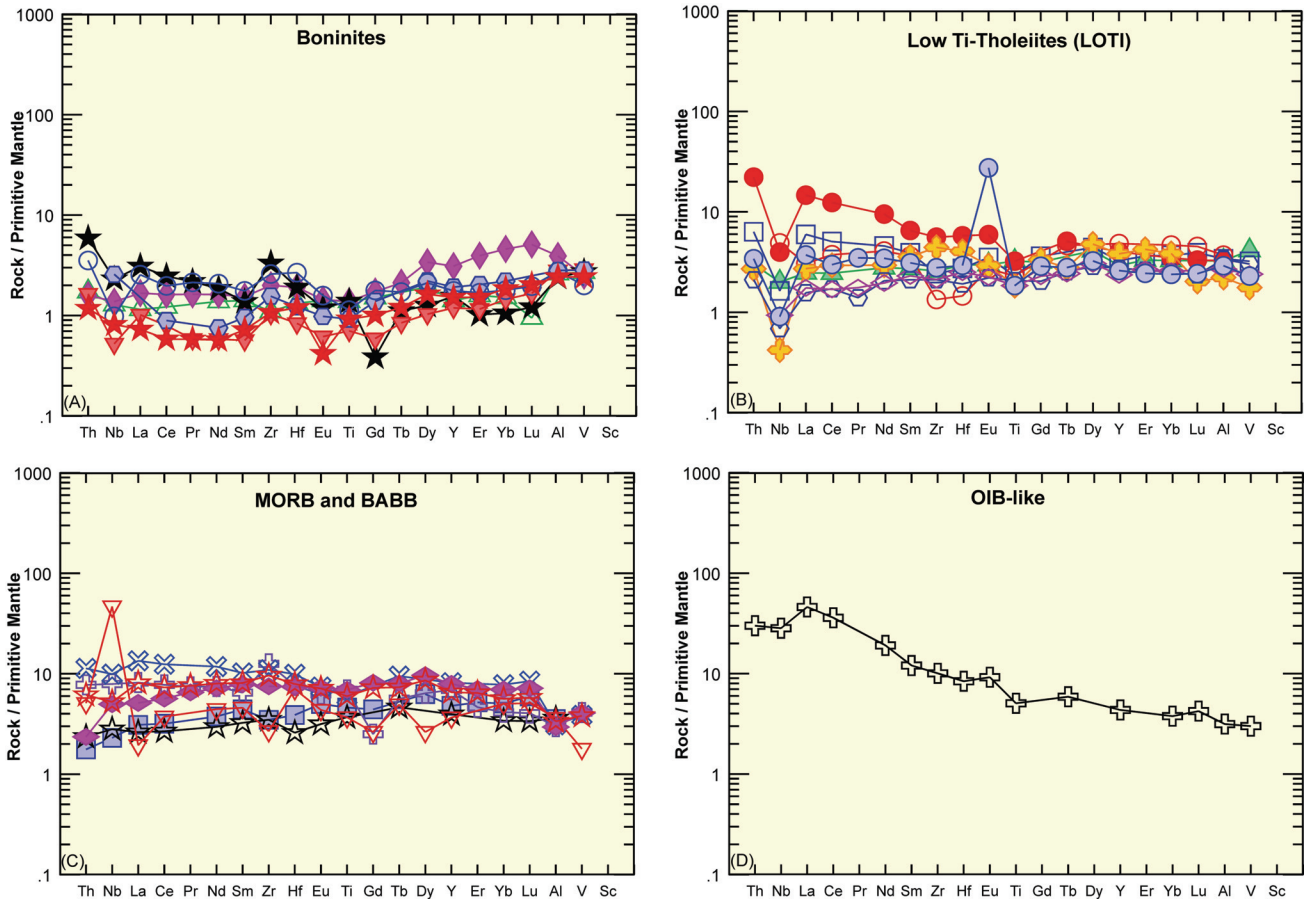 Boninites
Rock / Primitive Mantle
1000
100
10
1
.1
(A)
Th Nb La Ce Pr Nd Sm Zr Hf Eu Ti Gd Tb Dy Y Er Yb Lu Al V Sc
Low Ti-Tholeiites (LOTI)
Rock / Primitive Mantle
1000
100
10
1
.1
(B)
Th Nb La Ce Pr Nd Sm Zr Hf Eu Ti Gd Tb Dy Y Er Yb Lu Al V Sc
MORB and BABB
Rock / Primitive Mantle
1000
100
10
1
.1
(C)
Th Nb La Ce Pr Nd Sm Zr Hf Eu Ti Gd Tb Dy Y Er Yb Lu Al V Sc
OIB-like
Rock / Primitive Mantle
1000
100
10
1
.1
(D)
Th Nb La Ce Pr Nd Sm Zr Hf Eu Ti Gd Tb Dy Y Er Yb Lu Al V Sc